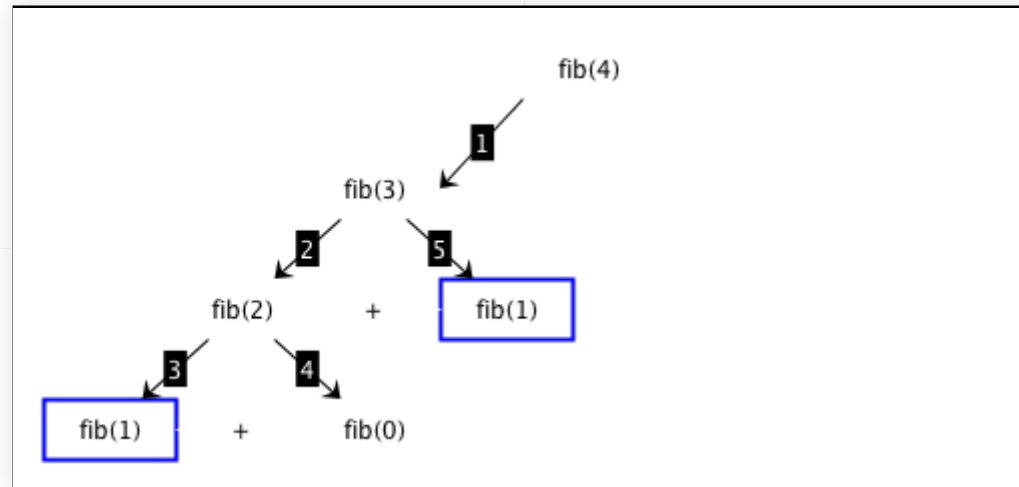 fib(4)
1
fib(3)
2 5
fib(2) + fib(1)
3 4
fib(1) + fib(0)